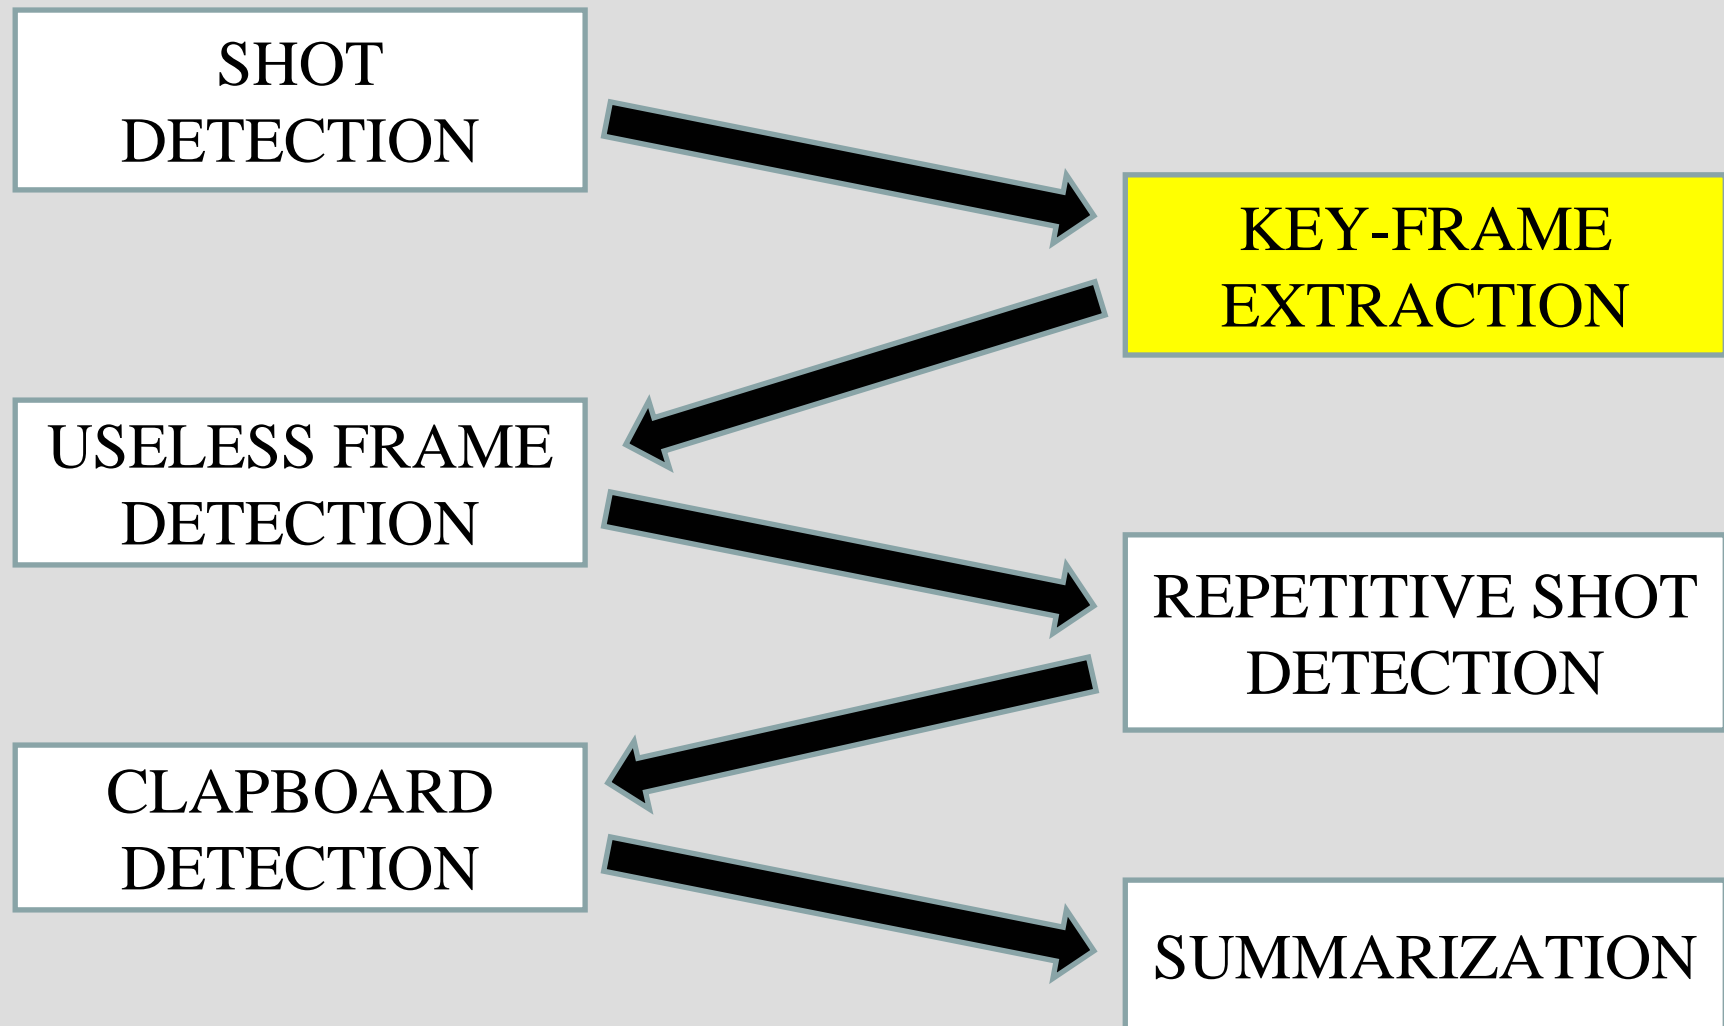 SHOT
DETECTION
KEY-FRAME
EXTRACTION
USELESS FRAME
DETECTION
REPETITIVE SHOT
DETECTION
CLAPBOARD
DETECTION
SUMMARIZATION